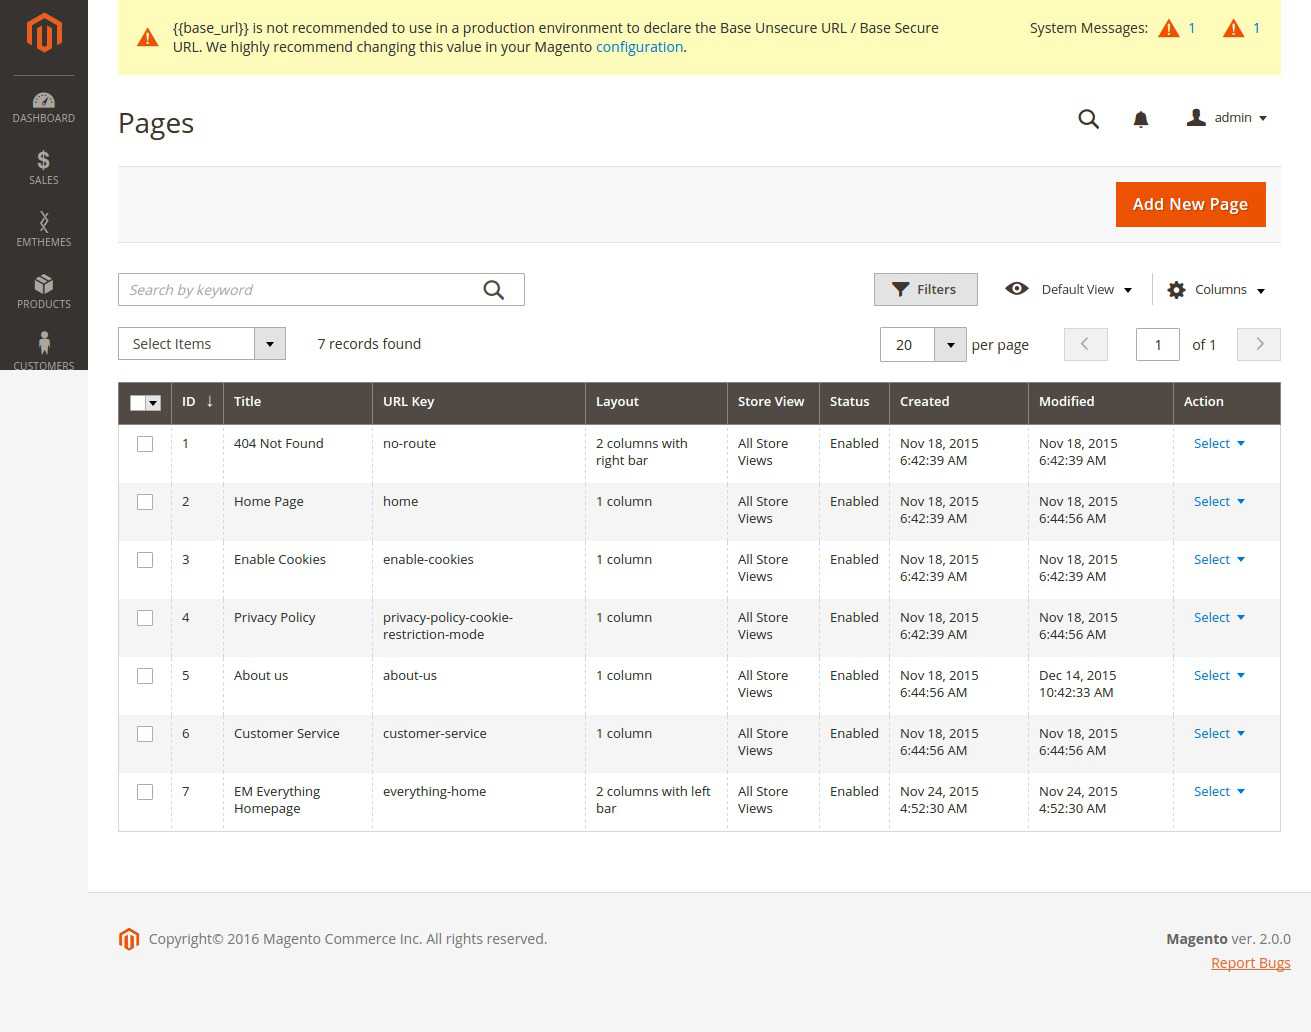 {{base_url}} is not recommended to use in a production environment to declare the Base Unsecure URL / Base Secure
URL. We highly recommend changing this value in your Magento configuration.
System Messages: 1 1
DASHBOARD
SALES
EMTHEMES
PRODUCTS
CUSTOMERS
Pages
admin
Add New Page
Search by keyword
Filters
Default View
Columns
Select Items
7 records found
20 per page
1 of 1
ID ↓ Title URL Key Layout Store View Status Created Modified Action
1 404 Not Found no-route 2 columns with All Store Enabled Nov 18, 2015 Nov 18, 2015 Select
right bar Views 6:42:39 AM 6:42:39 AM
2 Home Page home 1 column All Store Enabled Nov 18, 2015 Nov 18, 2015 Select
Views 6:42:39 AM 6:44:56 AM
3 Enable Cookies enable-cookies 1 column All Store Enabled Nov 18, 2015 Nov 18, 2015 Select
Views 6:42:39 AM 6:42:39 AM
4 Privacy Policy privacy-policy-cookie- 1 column All Store Enabled Nov 18, 2015 Nov 18, 2015 Select
restriction-mode Views 6:42:39 AM 6:44:56 AM
5 About us about-us 1 column All Store Enabled Nov 18, 2015 Dec 14, 2015 Select
Views 6:44:56 AM 10:42:33 AM
6 Customer Service customer-service 1 column All Store Enabled Nov 18, 2015 Nov 18, 2015 Select
Views 6:44:56 AM 6:44:56 AM
7 EM Everything everything-home 2 columns with left All Store Enabled Nov 24, 2015 Nov 24, 2015 Select
Homepage bar Views 4:52:30 AM 4:52:30 AM
Copyright© 2016 Magento Commerce Inc. All rights reserved.
Magento ver. 2.0.0
Report Bugs